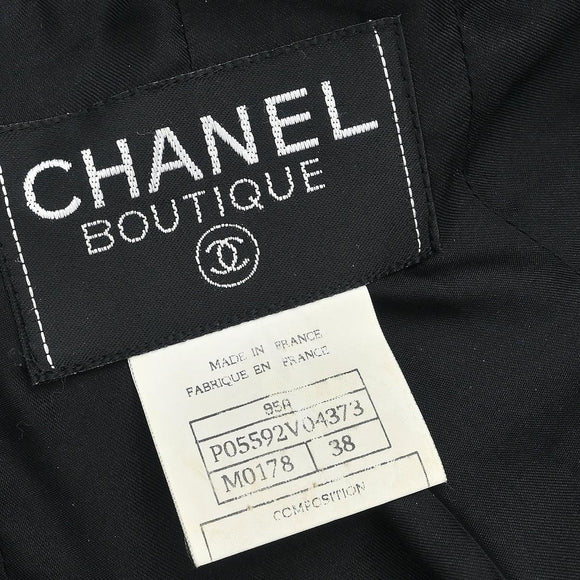 CHANEL
BOUTIQUE
MADE IN FRANCE
FABRIQUE EN FRANCE
95A
P05592V04373
M0178 38
COMPOSITION